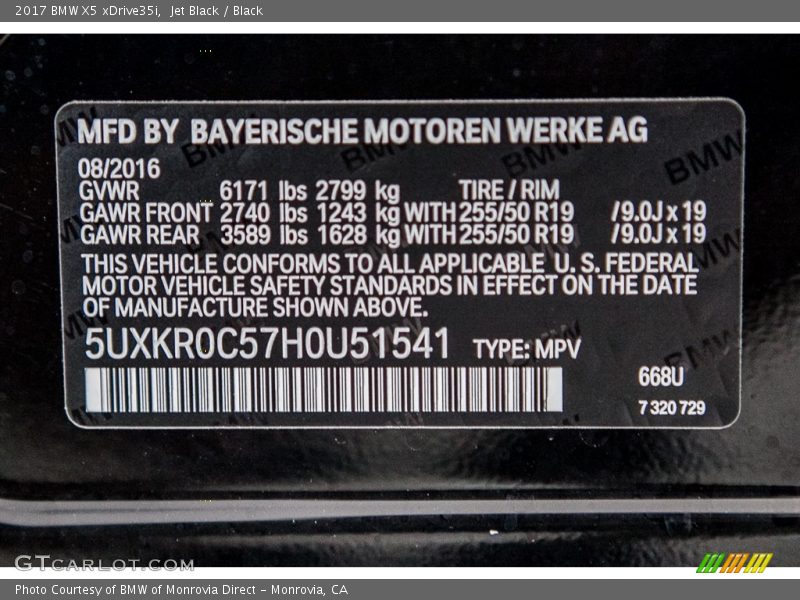 2017 BMW X5 xDrive35i, Jet Black / Black
MFD BY BAYERISCHE MOTOREN WERKE AG
08/2016
GVWR 6171 lbs 2799 kg TIRE / RIM
GAWR FRONT 2740 lbs 1243 kg WITH 255/50 R19 /9.0J x 19
GAWR REAR 3589 lbs 1628 kg WITH 255/50 R19 /9.0J x 19
THIS VEHICLE CONFORMS TO ALL APPLICABLE U.S. FEDERAL
MOTOR VEHICLE SAFETY STANDARDS IN EFFECT ON THE DATE
OF MANUFACTURE SHOWN ABOVE.
5UXKR0C57H0U51541 TYPE: MPV
668U
7 320 729
GTCARLOT.COM
Photo Courtesy of BMW of Monrovia Direct - Monrovia, CA